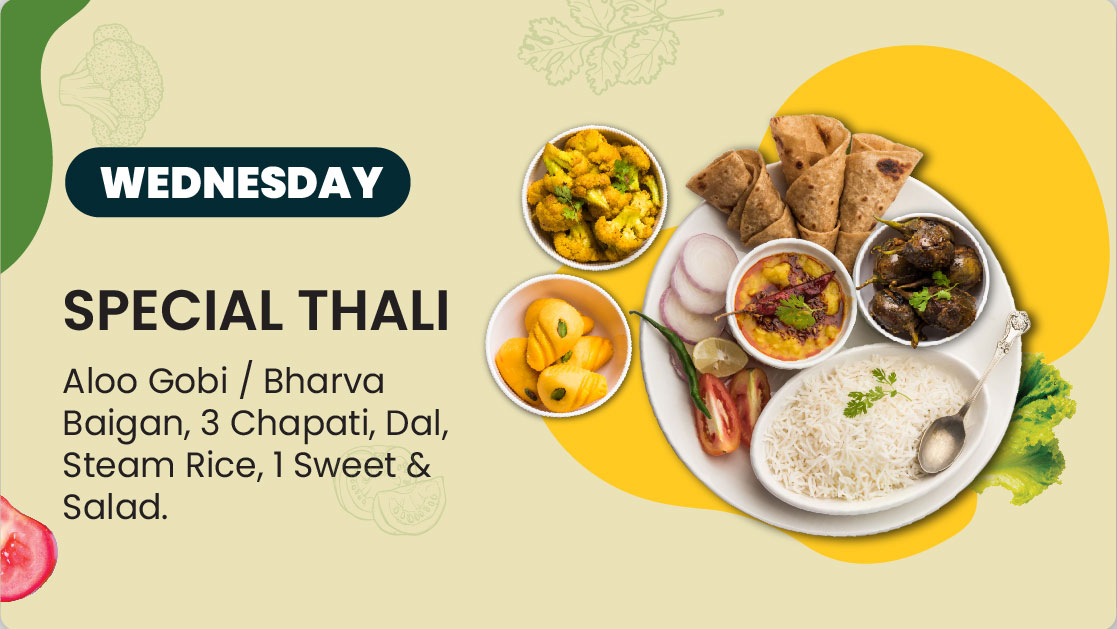 WEDNESDAY
SPECIAL THALI
Aloo Gobi / Bharva
Baigan, 3 Chapati, Dal,
Steam Rice, 1 Sweet &
Salad.